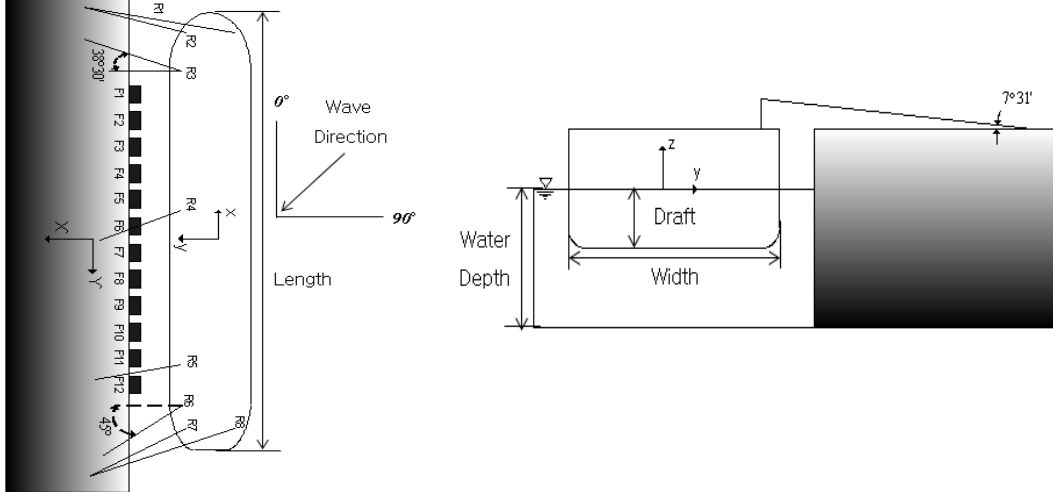 R1
R2
R3
38°30'
F1
F2
F3
F4
F5
F6
F7
F8
F9
F10
F11
F12
R4
X
Y
X
Y
R5
R6
R7
R8
45°
0°
Wave
Direction
90°
Length
7°31'
z
y
Draft
Water
Depth
Width